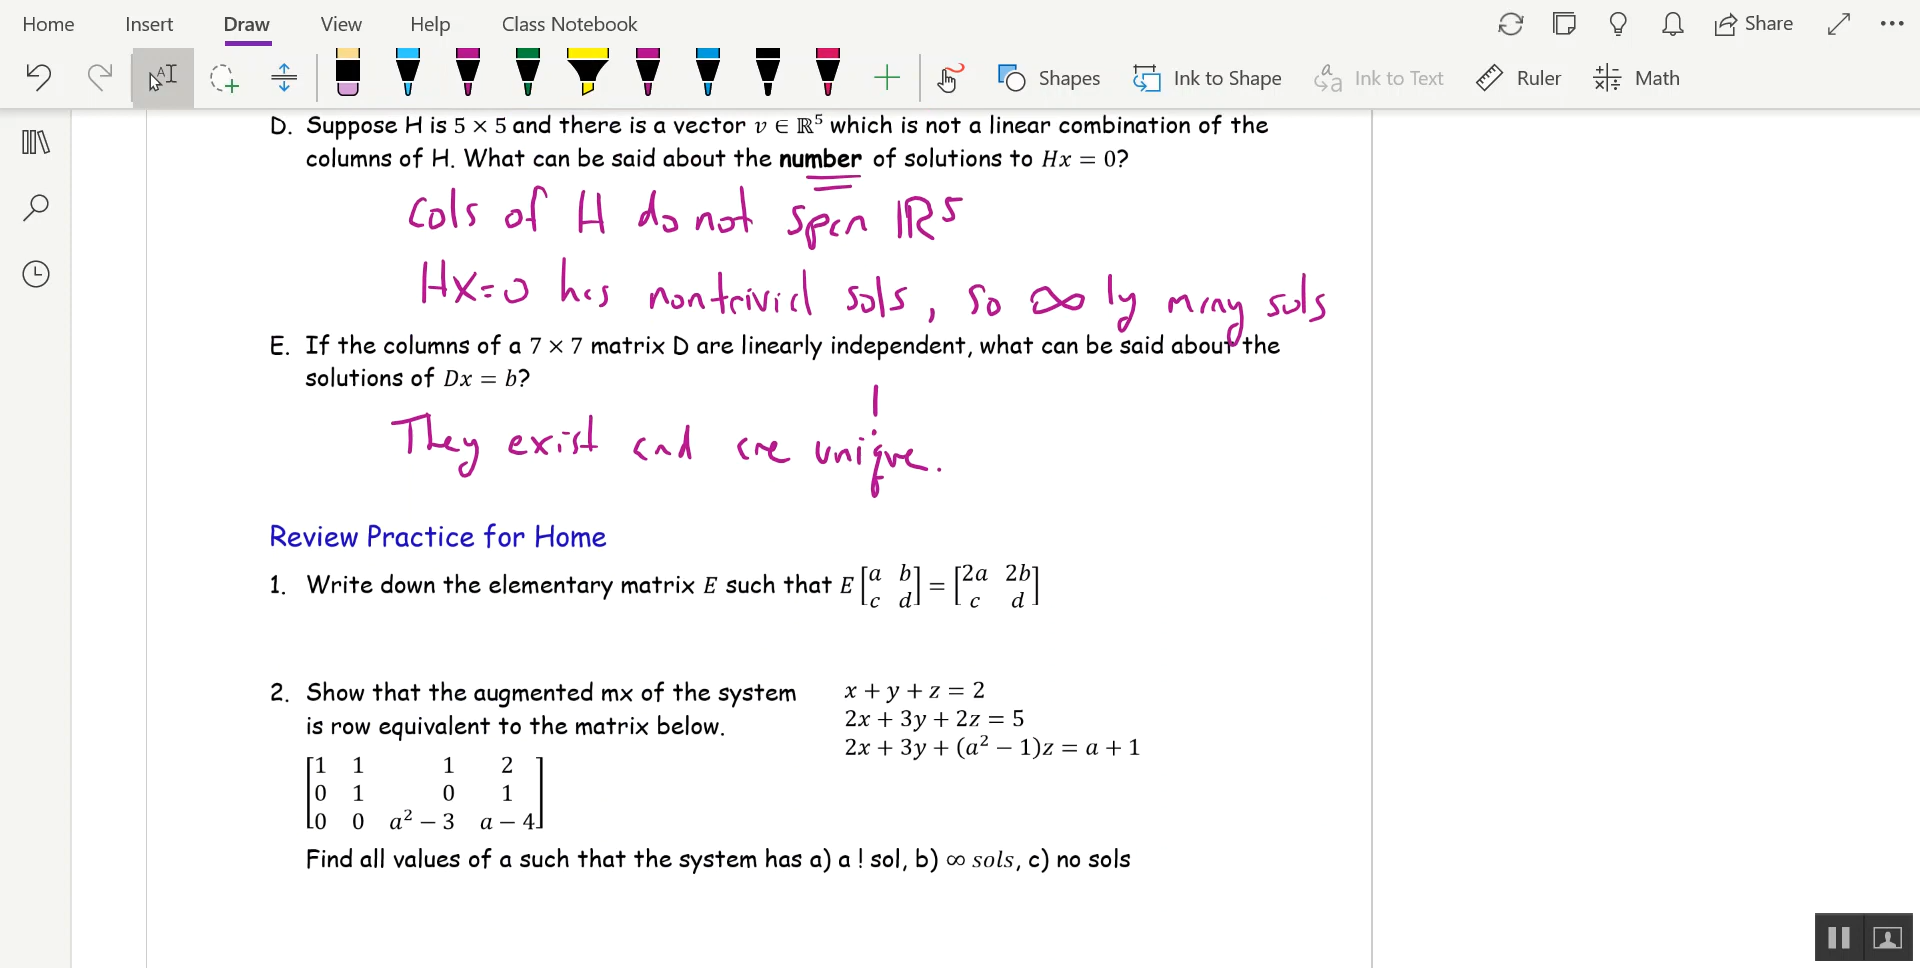 Home Insert Draw View Help Class Notebook Share
Shapes Ink to Shape Ink to Text Ruler Math
D. Suppose H is 5 × 5 and there is a vector v ∈ ℝ⁵ which is not a linear combination of the
columns of H. What can be said about the number of solutions to Hx = 0?
Cols of H do not span ℝ⁵
Hx=0 has nontrivial sols, so ∞ly many sols
E. If the columns of a 7 × 7 matrix D are linearly independent, what can be said about the
solutions of Dx = b?
!
They exist and are unique.
Review Practice for Home
1. Write down the elementary matrix E such that E [a b; c d] = [2a 2b; c d]
2. Show that the augmented mx of the system
is row equivalent to the matrix below.
x + y + z = 2
2x + 3y + 2z = 5
2x + 3y + (a² − 1)z = a + 1
1 1 1 2
0 1 0 1
0 0 a² − 3 a − 4
Find all values of a such that the system has a) a ! sol, b) ∞ sols, c) no sols